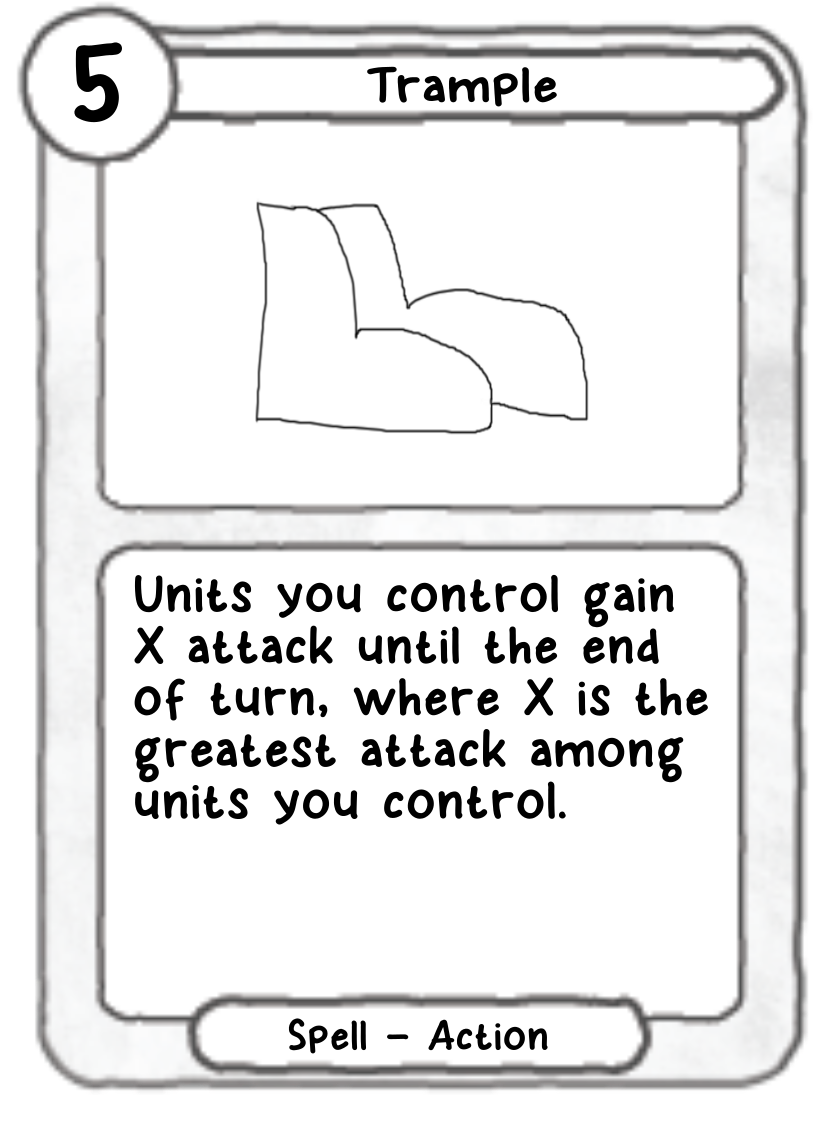 5
Trample
Units you control gain
X attack until the end
of turn, where X is the
greatest attack among
units you control.
Spell – Action